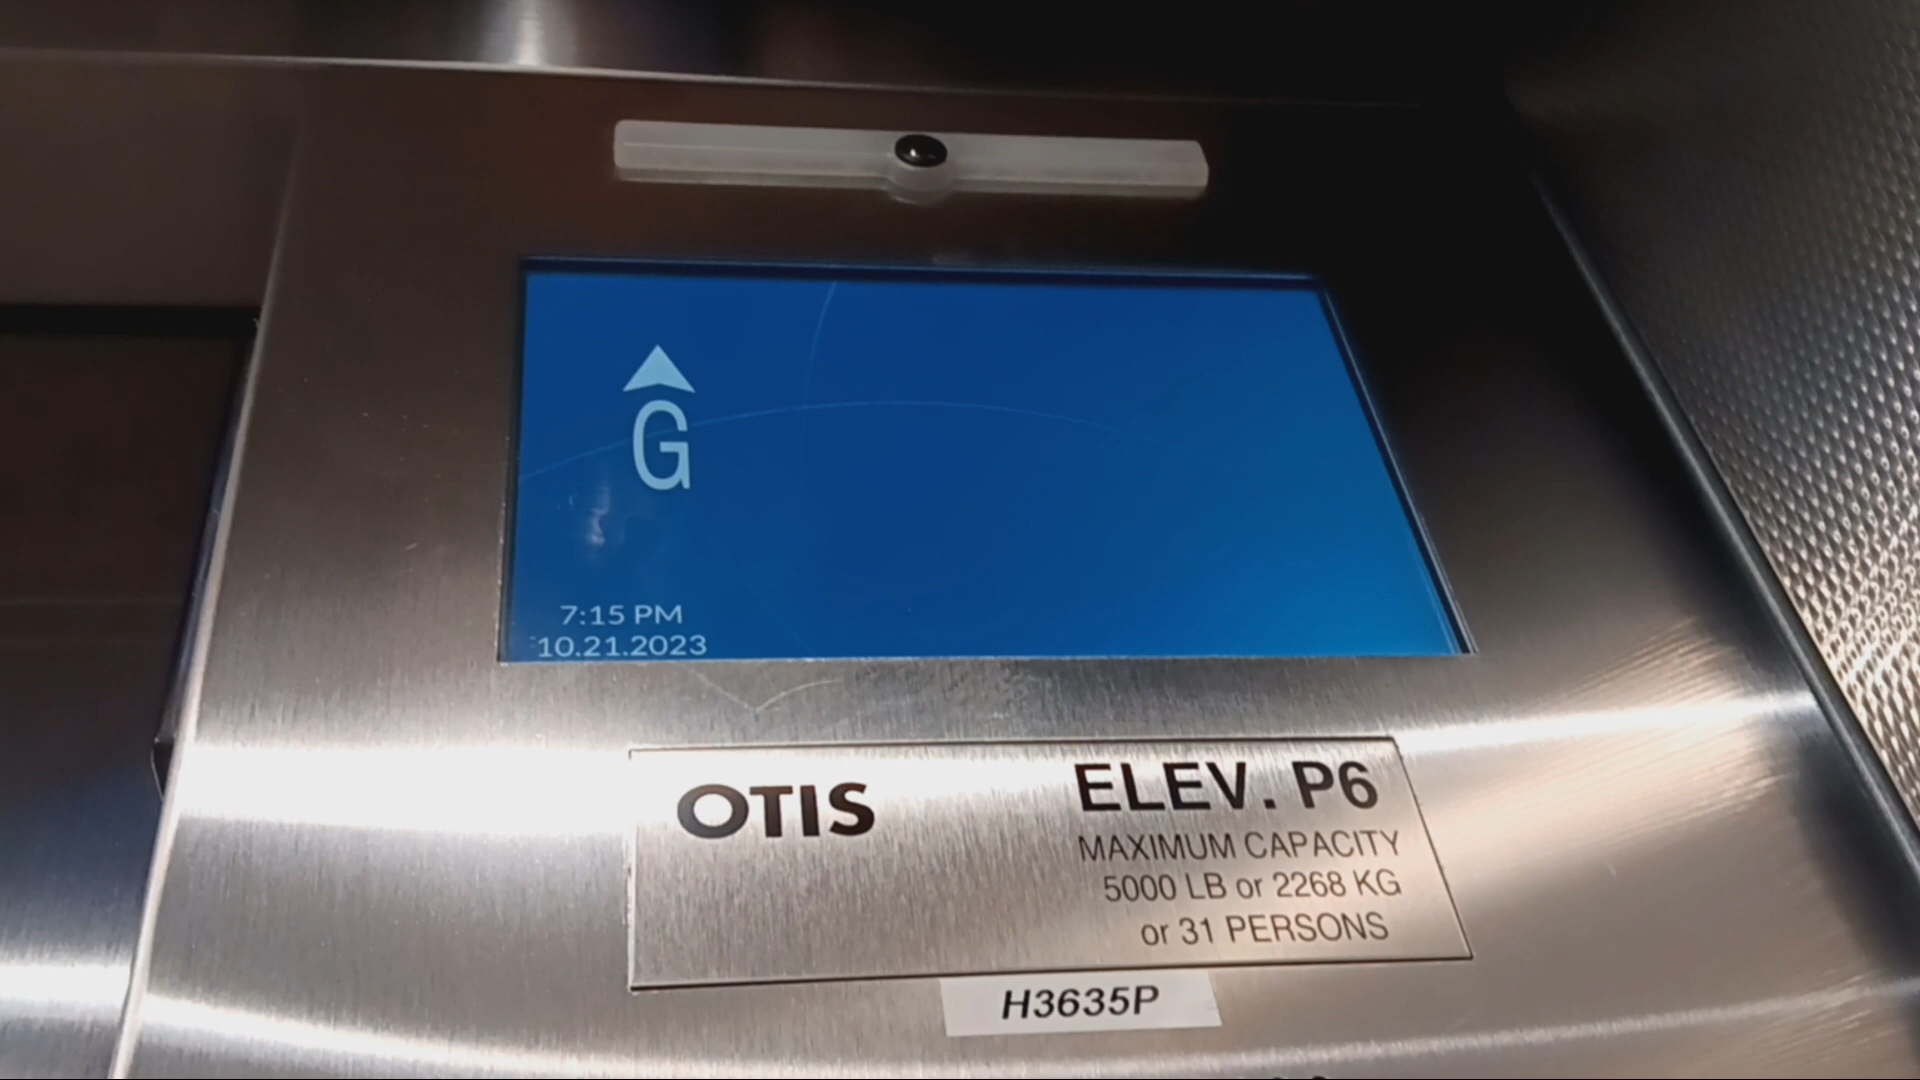 G
7:15 PM
10.21.2023
OTIS
ELEV. P6
MAXIMUM CAPACITY
5000 LB or 2268 KG
or 31 PERSONS
H3635P